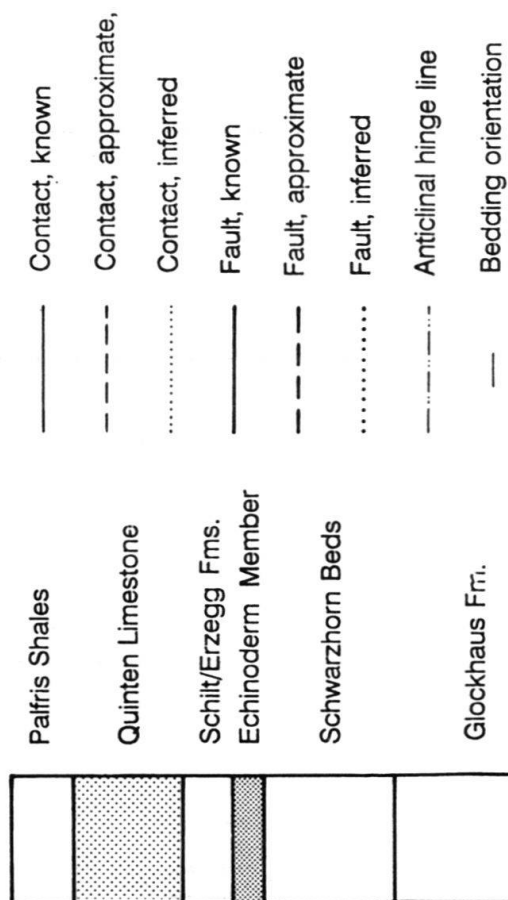 Palfris Shales
Quinten Limestone
Schilt/Erzegg Fms.
Echinoderm Member
Schwarzhorn Beds
Glockhaus Fm.
Contact, known
Contact, approximate,
Contact, inferred
Fault, known
Fault, approximate
Fault, inferred
Anticlinal hinge line
Bedding orientation